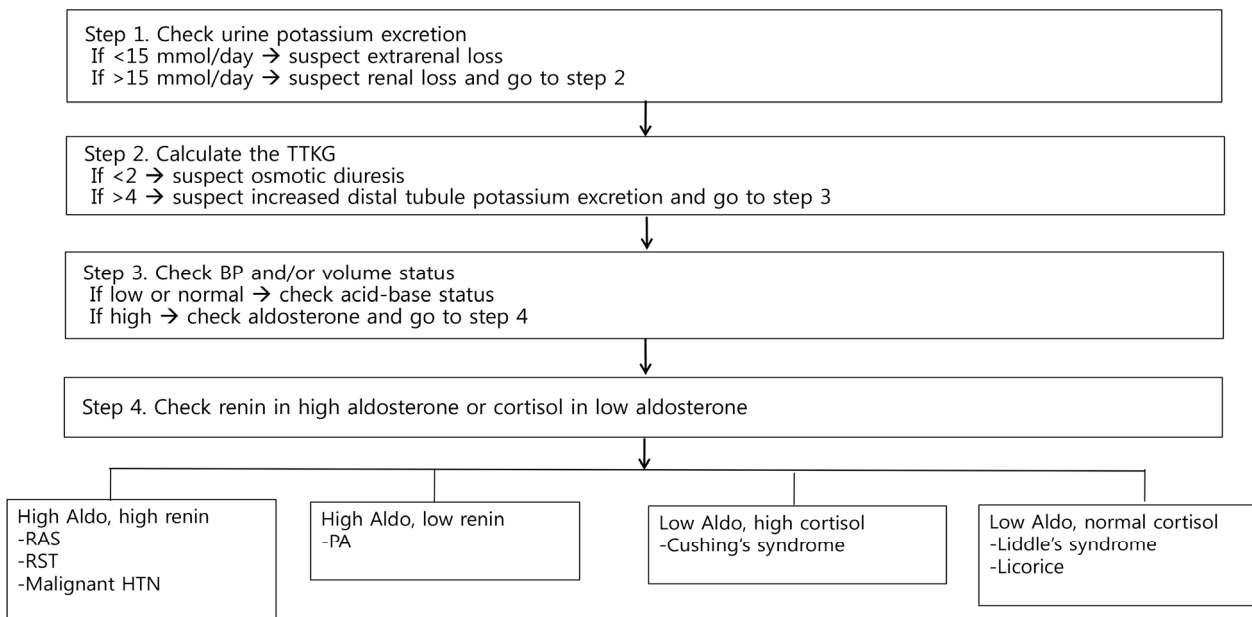 Step 1. Check urine potassium excretion
If <15 mmol/day → suspect extrarenal loss
If >15 mmol/day → suspect renal loss and go to step 2
Step 2. Calculate the TTKG
If <2 → suspect osmotic diuresis
If >4 → suspect increased distal tubule potassium excretion and go to step 3
Step 3. Check BP and/or volume status
If low or normal → check acid-base status
If high → check aldosterone and go to step 4
Step 4. Check renin in high aldosterone or cortisol in low aldosterone
High Aldo, high renin
-RAS
-RST
-Malignant HTN
High Aldo, low renin
-PA
Low Aldo, high cortisol
-Cushing's syndrome
Low Aldo, normal cortisol
-Liddle's syndrome
-Licorice